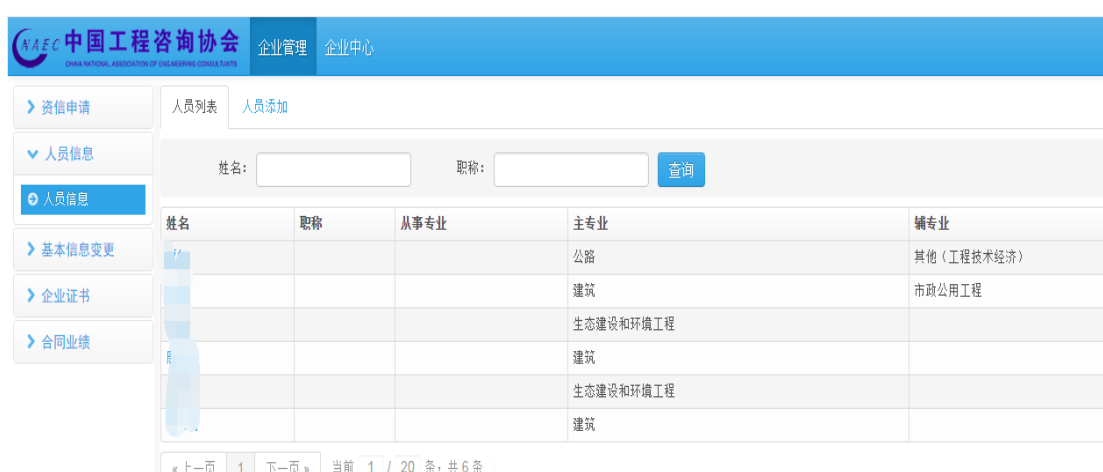 NAEC 中国工程咨询协会 企业管理 企业中心
CHINA NATIONAL ASSOCIATION OF ENGINEERING CONSULTANTS
资信申请
人员信息
人员信息
基本信息变更
企业证书
合同业绩
人员列表 人员添加
姓名: 职称: 查询
姓名 职称 从事专业 主专业 辅专业
公路 其他(工程技术经济)
建筑 市政公用工程
生态建设和环境工程
建筑
生态建设和环境工程
建筑
« 上一页 1 下一页 » 当前 1 / 20 条,共 6 条